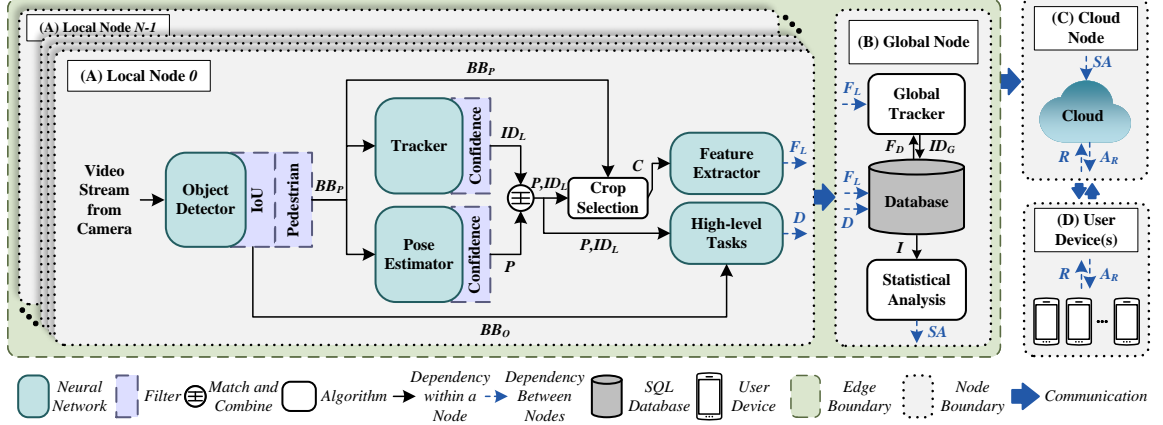 (A) Local Node N-1
(A) Local Node 0
Video
Stream
from
Camera
Object
Detector
IoU
Pedestrian
BB_P
BB_P
Tracker
Confidence
ID_L
Pose
Estimator
Confidence
P
P,ID_L
Crop
Selection
C
Feature
Extractor
F_L
High-level
Tasks
D
P,ID_L
BB_O
(B) Global Node
F_L
Global
Tracker
F_D
ID_G
F_L
D
Database
I
Statistical
Analysis
SA
(C) Cloud
Node
SA
Cloud
R
A_R
(D) User
Device(s)
R
A_R
Neural
Network
Filter
Match and
Combine
Algorithm
Dependency
within a
Node
Dependency
Between
Nodes
SQL
Database
User
Device
Edge
Boundary
Node
Boundary
Communication